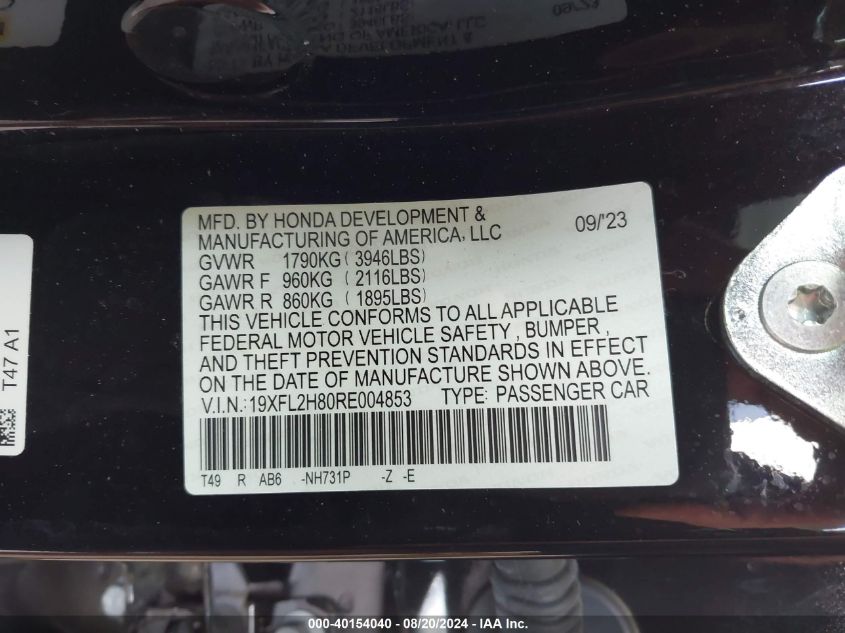 09/'23
MFD. BY HONDA DEVELOPMENT & 09/'23
MANUFACTURING OF AMERICA, LLC
GVWR 1790KG ( 3946LBS)
GAWR F 960KG ( 2116LBS)
GAWR R 860KG ( 1895LBS)
THIS VEHICLE CONFORMS TO ALL APPLICABLE
FEDERAL MOTOR VEHICLE SAFETY , BUMPER ,
AND THEFT PREVENTION STANDARDS IN EFFECT
ON THE DATE OF MANUFACTURE SHOWN ABOVE.
V.I.N.:19XFL2H80RE004853 TYPE: PASSENGER CAR
T49 R AB6 -NH731P -Z -E
T47 A1
000-40154040 - 08/20/2024 - IAA Inc.